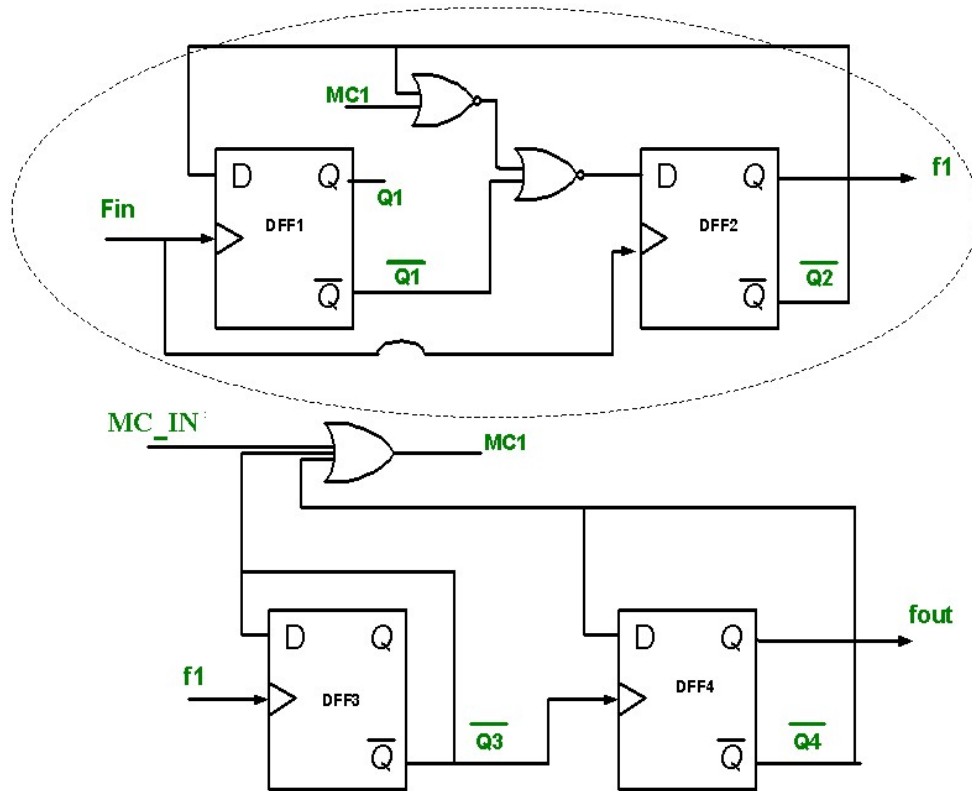 MC1
D
Q
D
Q
f1
Q1
Fin
DFF1
DFF2
Q1
Q2
Q
Q
MC_IN
MC1
D
Q
D
Q
fout
f1
DFF3
DFF4
Q3
Q4
Q
Q